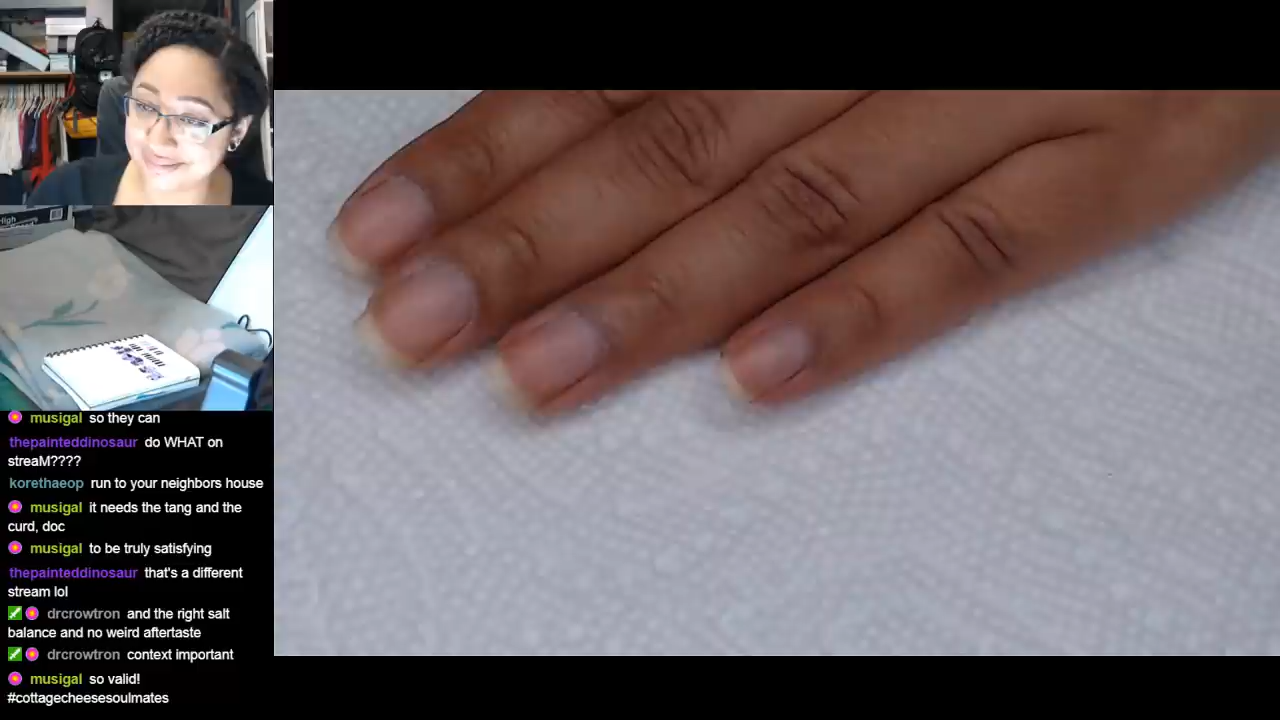 High
musigal so they can
thepainteddinosaur do WHAT on
streaM????
korethaeop run to your neighbors house
musigal it needs the tang and the
curd, doc
musigal to be truly satisfying
thepainteddinosaur that's a different
stream lol
drcrowtron and the right salt
balance and no weird aftertaste
drcrowtron context important
musigal so valid!
#cottagecheesesoulmates